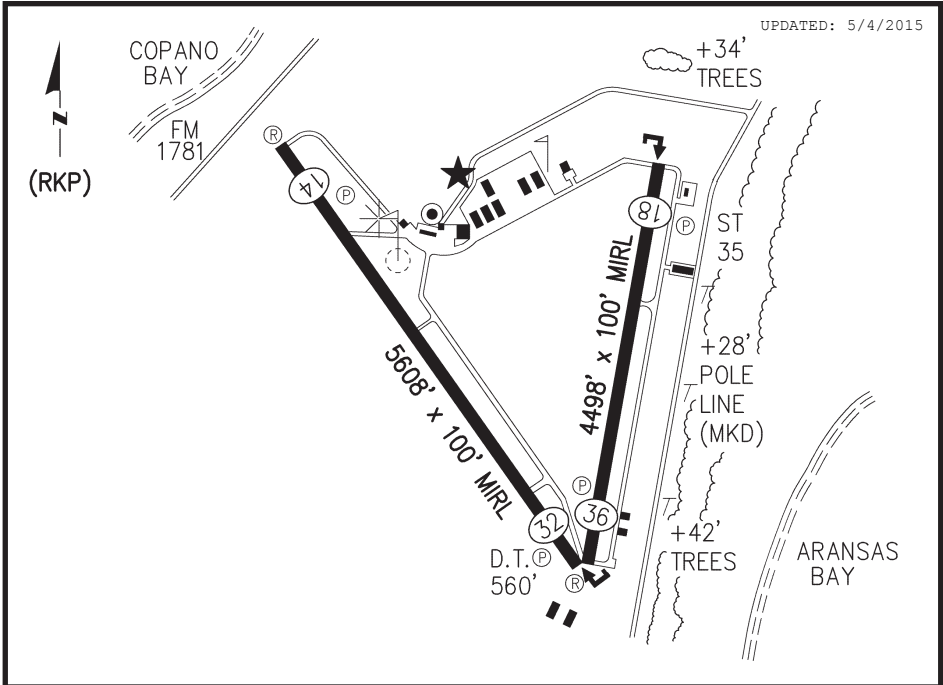 UPDATED: 5/4/2015
COPANO
BAY
+34'
TREES
N
FM
1781
(RKP)
R
14
P
18
P
ST
35
5608' x 100' MIRL
4498' x 100' MIRL
+28'
POLE
LINE
(MKD)
P
32
36
D.T.
560'
P
R
+42'
TREES
ARANSAS
BAY